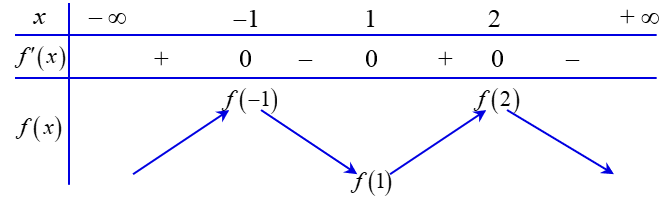 x −∞ −1 1 2 +∞
f′(x) + 0 − 0 + 0 −
f(−1) f(2)
f(x)
f(1)